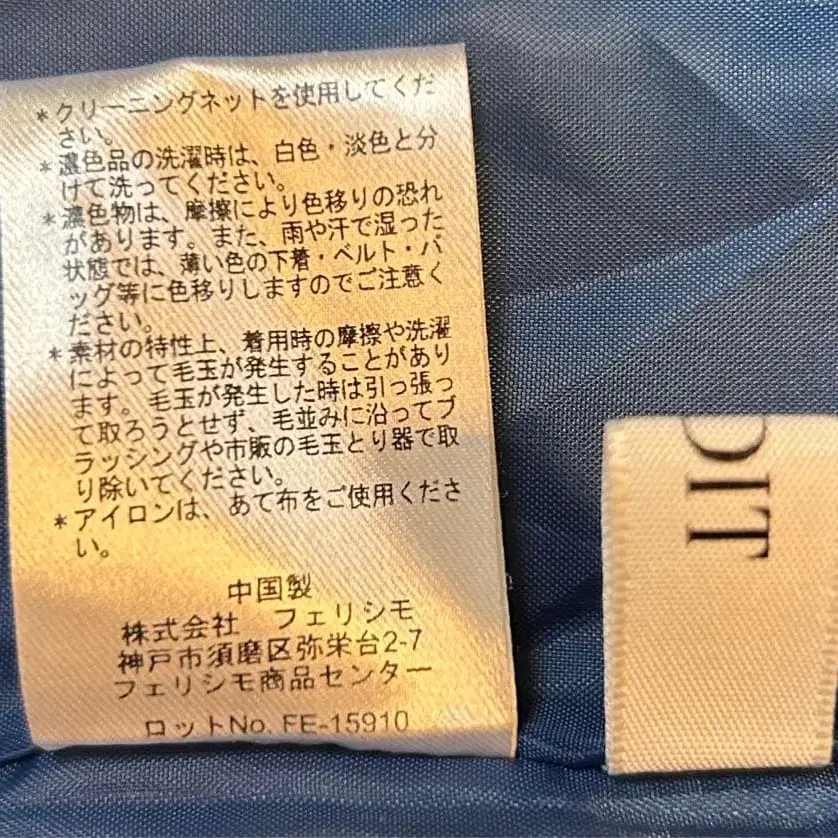 *クリーニングネットを使用してくだ
さい。
*濃色品の洗濯時は、白色・淡色と分
けて洗ってください。
*濃色物は、摩擦により色移りの恐れ
があります。また、雨や汗で湿った
状態では、薄い色の下着・ベルト・バ
ッグ等に色移りしますのでご注意く
ださい。
*素材の特性上、着用時の摩擦や洗濯
によって毛玉が発生することがあり
ます。毛玉が発生した時は引っ張っ
て取ろうとせず、毛並みに沿ってブ
ラッシングや市販の毛玉とり器で取
り除いてください。
*アイロンは、あて布をご使用くださ
い。
中国製
株式会社 フェリシモ
神戸市須磨区弥栄台2-7
フェリシモ商品センター
ロットNo. FE-15910
DIT